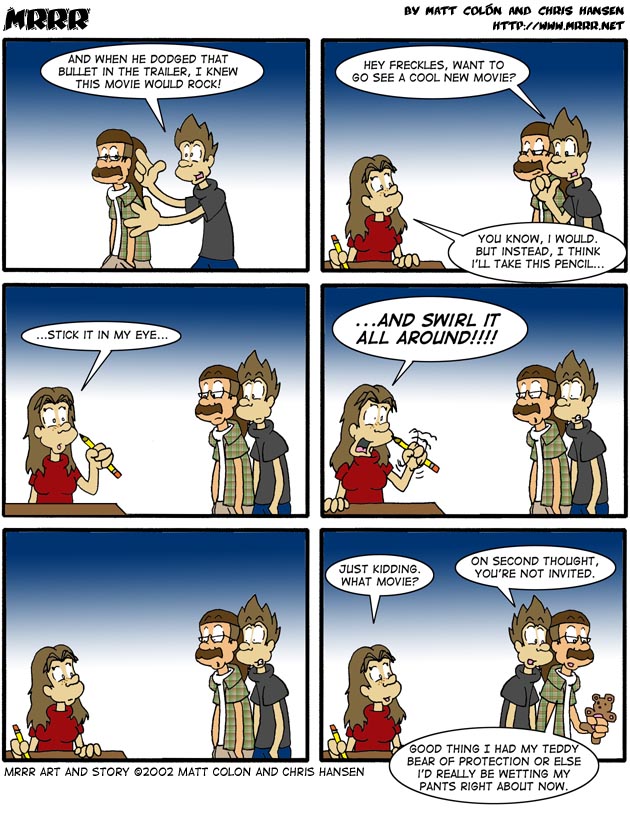 MRRR
BY MATT COLÓN AND CHRIS HANSEN
HTTP://WWW.MRRR.NET
AND WHEN HE DODGED THAT
BULLET IN THE TRAILER, I KNEW
THIS MOVIE WOULD ROCK!
HEY FRECKLES, WANT TO
GO SEE A COOL NEW MOVIE?
YOU KNOW, I WOULD.
BUT INSTEAD, I THINK
I'LL TAKE THIS PENCIL...
...STICK IT IN MY EYE...
...AND SWIRL IT
ALL AROUND!!!!
JUST KIDDING.
WHAT MOVIE?
ON SECOND THOUGHT,
YOU'RE NOT INVITED.
GOOD THING I HAD MY TEDDY
BEAR OF PROTECTION OR ELSE
I'D REALLY BE WETTING MY
PANTS RIGHT ABOUT NOW.
MRRR ART AND STORY ©2002 MATT COLON AND CHRIS HANSEN